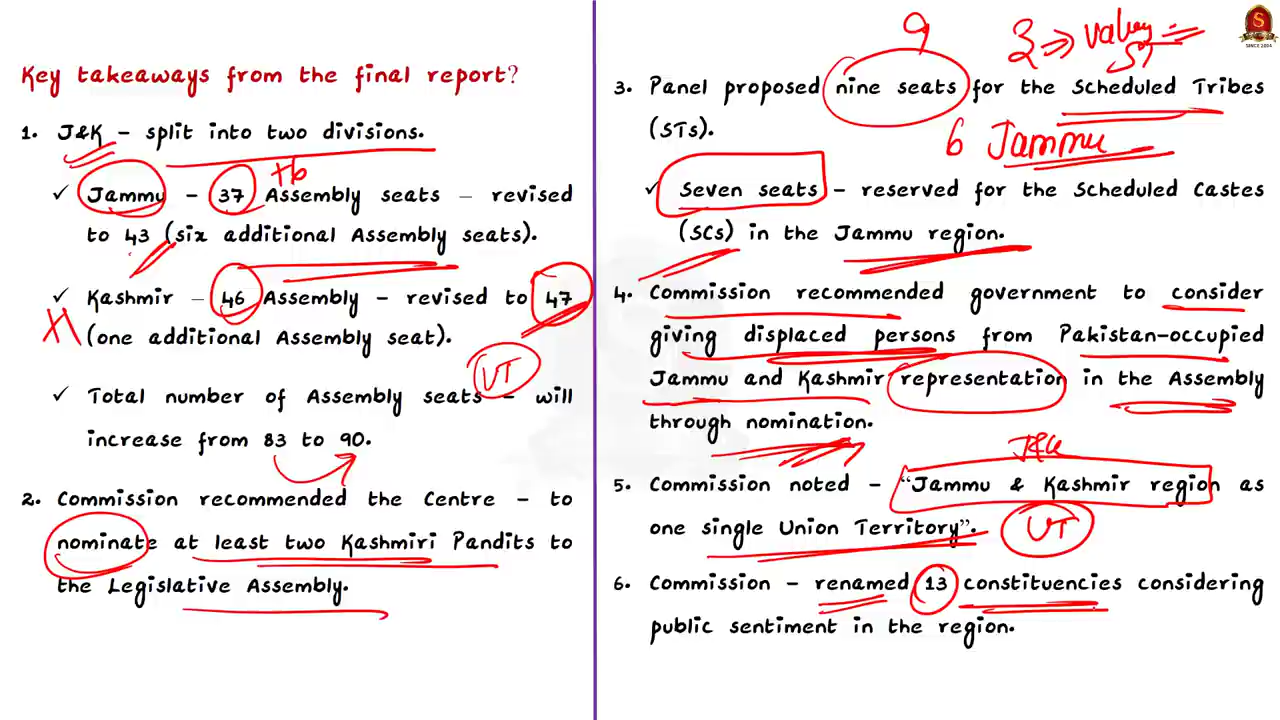 Key takeaways from the final report?
1. J&K - split into two divisions.
+6
✓ Jammu - 37 Assembly seats - revised
to 43 (six additional Assembly seats).
✓ Kashmir - 46 Assembly - revised to 47
+1
(one additional Assembly seat).
UT
✓ Total number of Assembly seats - will
increase from 83 to 90.
2. Commission recommended the Centre - to
nominate at least two Kashmiri Pandits to
the Legislative Assembly.
9
3 => valley
ST
S
SINCE 2004
3. Panel proposed nine seats for the Scheduled Tribes
(STs).
6 Jammu
✓ Seven seats - reserved for the Scheduled Castes
(SCs) in the Jammu region.
4. Commission recommended government to consider
giving displaced persons from Pakistan-occupied
Jammu and Kashmir representation in the Assembly
through nomination.
J&K
5. Commission noted - "Jammu & Kashmir region as
one single Union Territory".
UT
6. Commission - renamed 13 constituencies considering
public sentiment in the region.